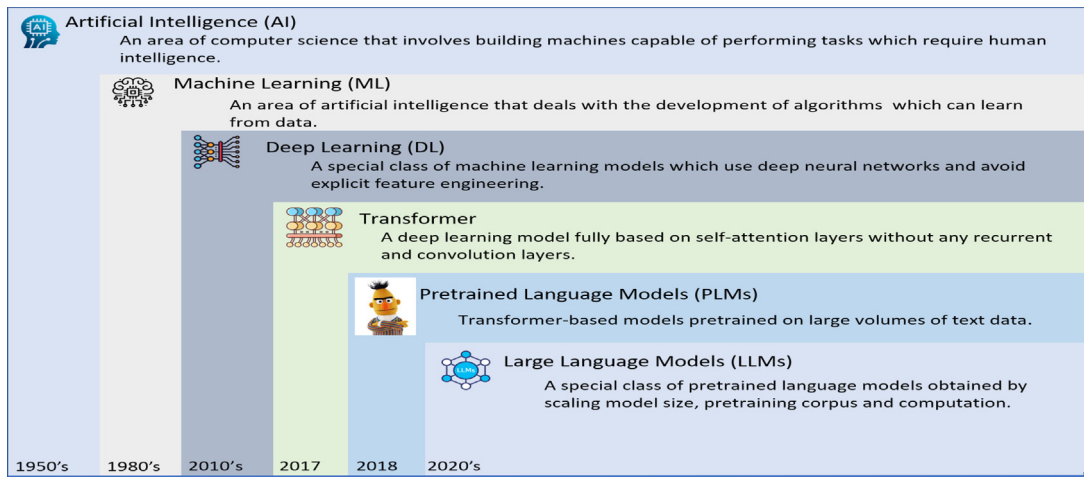 AI
Artificial Intelligence (AI)
An area of computer science that involves building machines capable of performing tasks which require human
intelligence.
Machine Learning (ML)
An area of artificial intelligence that deals with the development of algorithms which can learn
from data.
Deep Learning (DL)
A special class of machine learning models which use deep neural networks and avoid
explicit feature engineering.
Transformer
A deep learning model fully based on self-attention layers without any recurrent
and convolution layers.
Pretrained Language Models (PLMs)
Transformer-based models pretrained on large volumes of text data.
LLMs
Large Language Models (LLMs)
A special class of pretrained language models obtained by
scaling model size, pretraining corpus and computation.
1950's 1980's 2010's 2017 2018 2020's